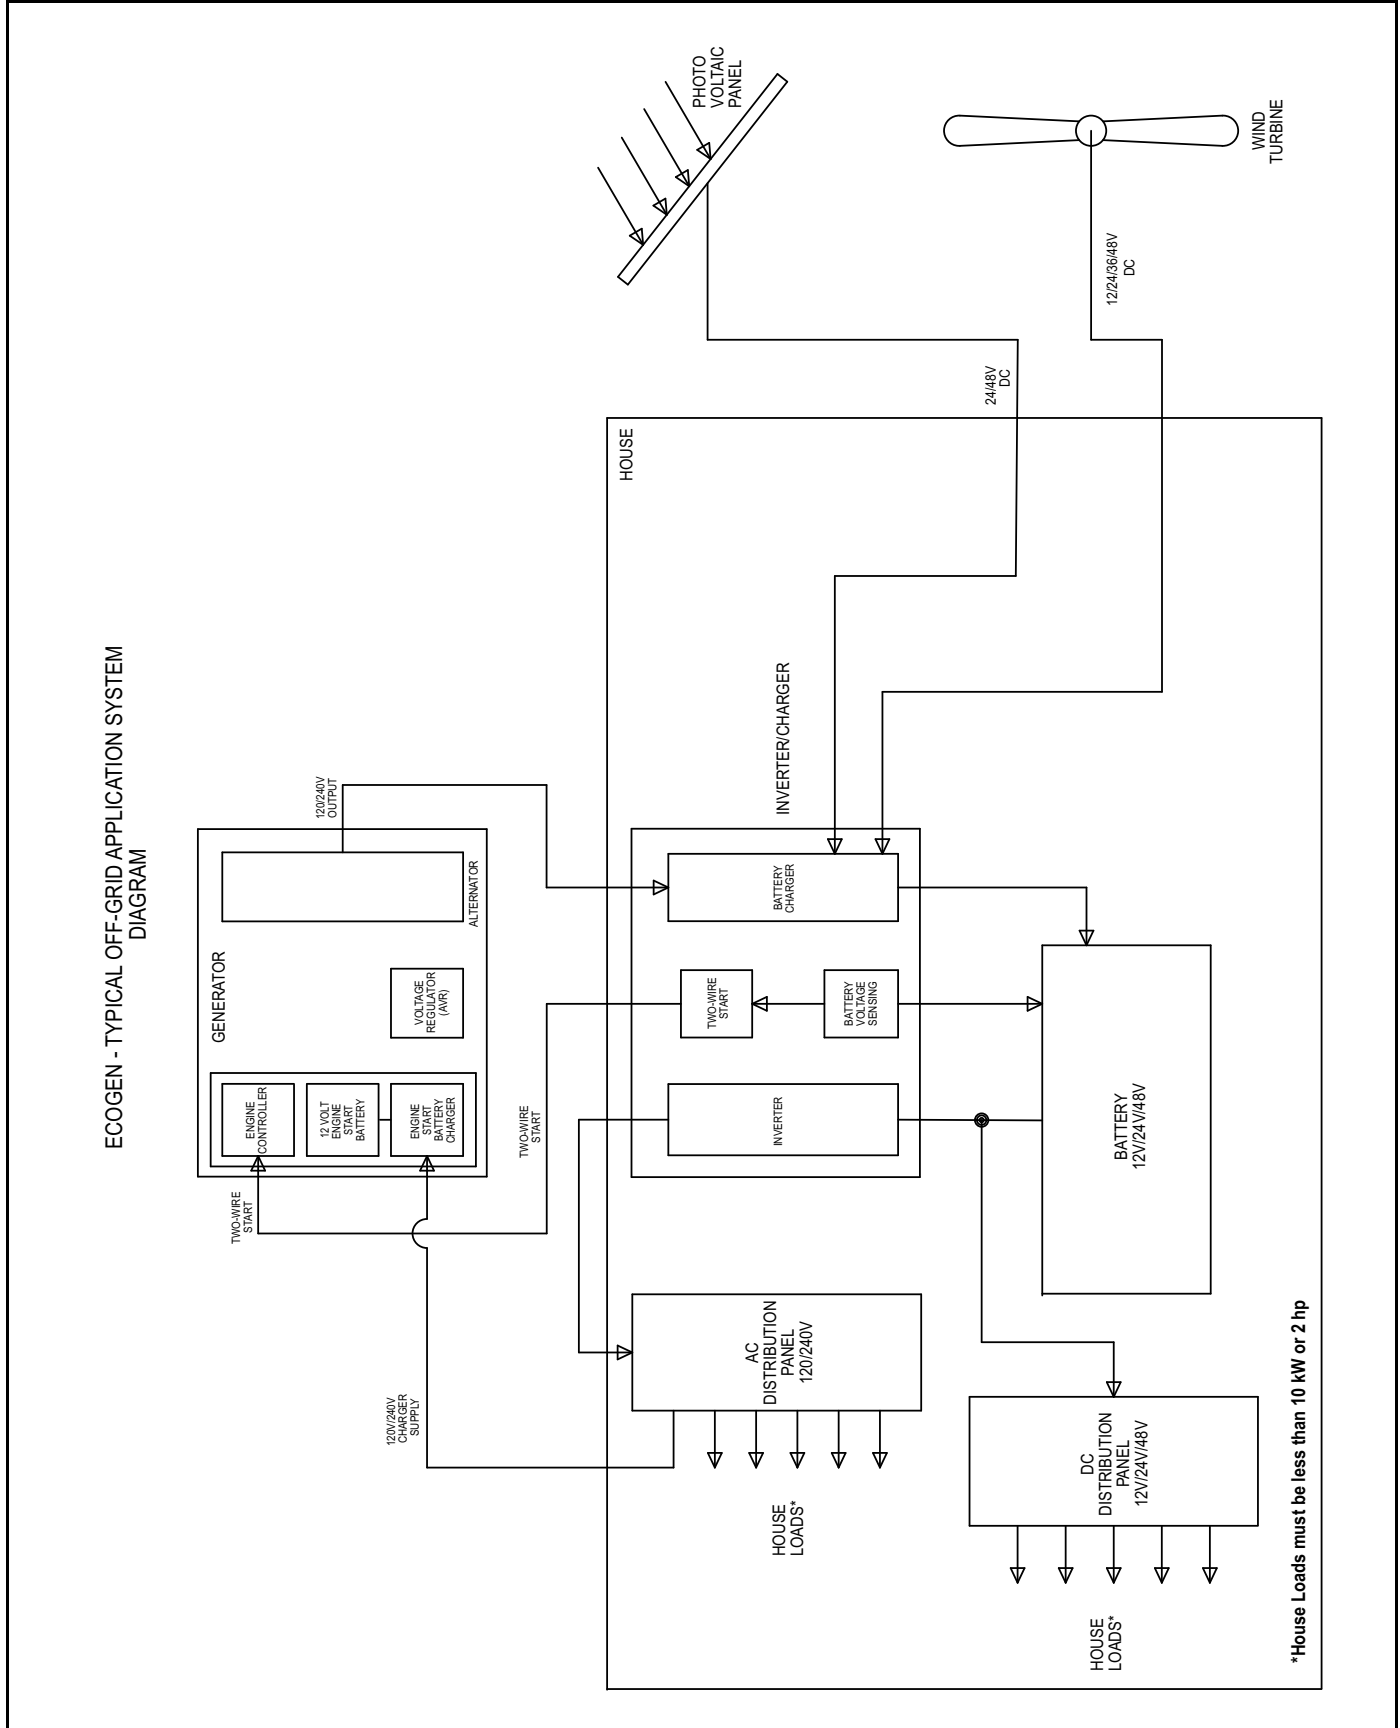 ECOGEN - TYPICAL OFF-GRID APPLICATION SYSTEM
DIAGRAM
TWO-WIRE
START
ENGINE
CONTROLLER
12 VOLT
ENGINE
START
BATTERY
ENGINE
START
BATTERY
CHARGER
GENERATOR
VOLTAGE
REGULATOR
(AVR)
ALTERNATOR
120/240V
OUTPUT
120V/240V
CHARGER
SUPPLY
TWO-WIRE
START
PHOTO
VOLTAIC
PANEL
HOUSE
AC
DISTRIBUTION
PANEL
120/240V
HOUSE
LOADS*
INVERTER
TWO-WIRE
START
BATTERY
VOLTAGE
SENSING
BATTERY
CHARGER
INVERTER/CHARGER
24/48V
DC
HOUSE
LOADS*
DC
DISTRIBUTION
PANEL
12V/24V/48V
BATTERY
12V/24V/48V
12/24/36/48V
DC
WIND
TURBINE
*House Loads must be less than 10 kW or 2 hp